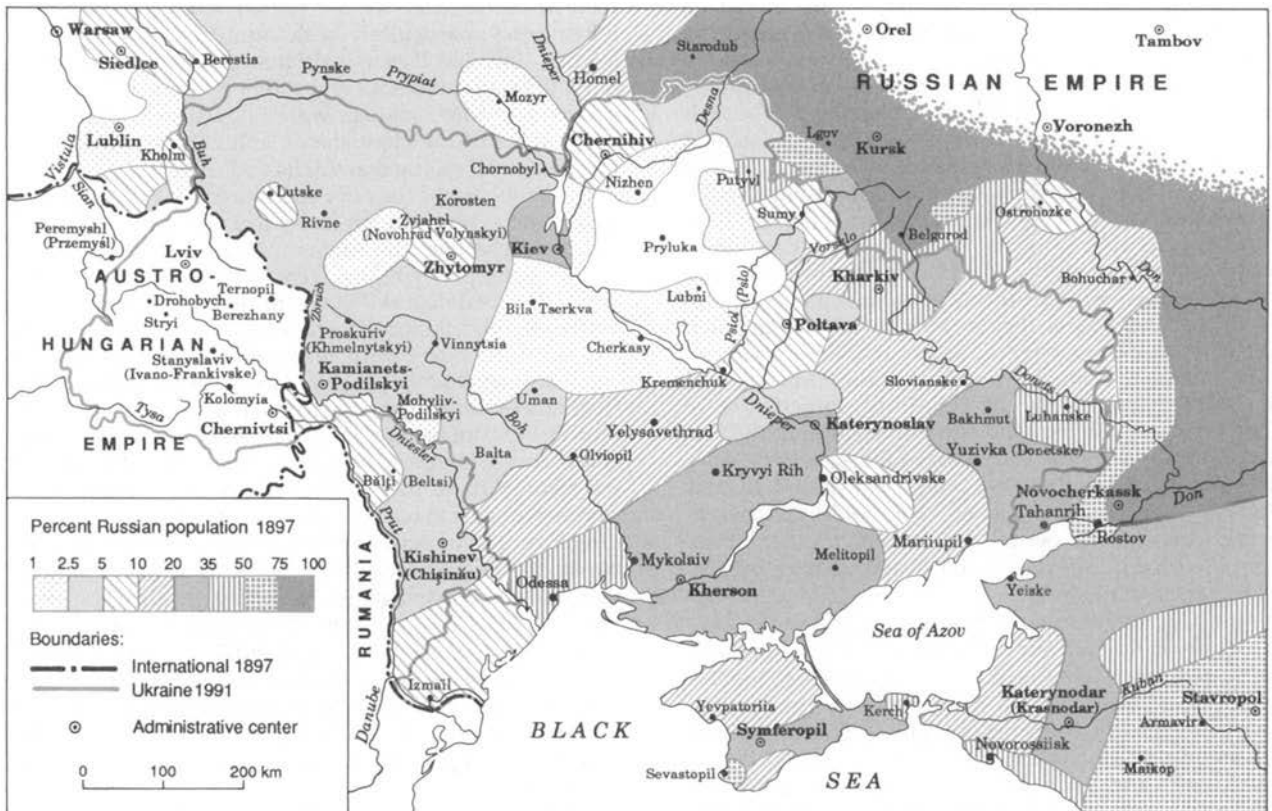 Warsaw
Siedlce
Berestia
Pynske
Prypiat
Mozyr
Dnieper
Homel
Starodub
Orel
Tambov
RUSSIAN EMPIRE
Voronezh
Lublin
Kholm
Buh
Vistula
Sian
Chernihiv
Desna
Lgov
Kursk
Chornobyl
Nizhen
Putyvl
Lutske
Rivne
Korosten
Zviahel
(Novohrad Volynskyi)
Zhytomyr
Kiev
Pryluka
Sumy
Vorsklo
Belgorod
Ostrohozke
Peremyshl
(Przemyśl)
Lviv
AUSTRO-
HUNGARIAN
EMPIRE
Ternopil
Drohobych
Berezhany
Stryi
Stanyslaviv
(Ivano-Frankivske)
Kolomyia
Tysa
Chernivtsi
Zbruch
Proskuriv
(Khmelnytskyi)
Vinnytsia
Kamianets-
Podilskyi
Mohyliv-
Podilskyi
Bila Tserkva
Lubni
Cherkasy
Psiol (Pslo)
Kharkiv
Poltava
Bohuchar
Don
Kremenchuk
Dnieper
Slovianske
Donets
Luhanske
Uman
Boh
Dniester
Balta
Yelysavethrad
Olviopil
Katerynoslav
Bakhmut
Yuzivka (Donetske)
Bălţi (Beltsi)
Kryvyi Rih
Oleksandrivske
Novocherkassk
Don
Tahanrih
Rostov
Prut
Kishinev
(Chişinău)
Mykolaiv
Melitopil
Mariiupil
Odessa
Kherson
Yeiske
RUMANIA
Izmaïl
Danube
Sea of Azov
Yevpatoriia
Symferopil
Kerch
Sevastopil
BLACK
SEA
Katerynodar
(Krasnodar)
Kuban
Stavropol
Armavir
Novorossiisk
Maikop
Percent Russian population 1897
1 2.5 5 10 20 35 50 75 100
Boundaries:
International 1897
Ukraine 1991
Administrative center
0 100 200 km